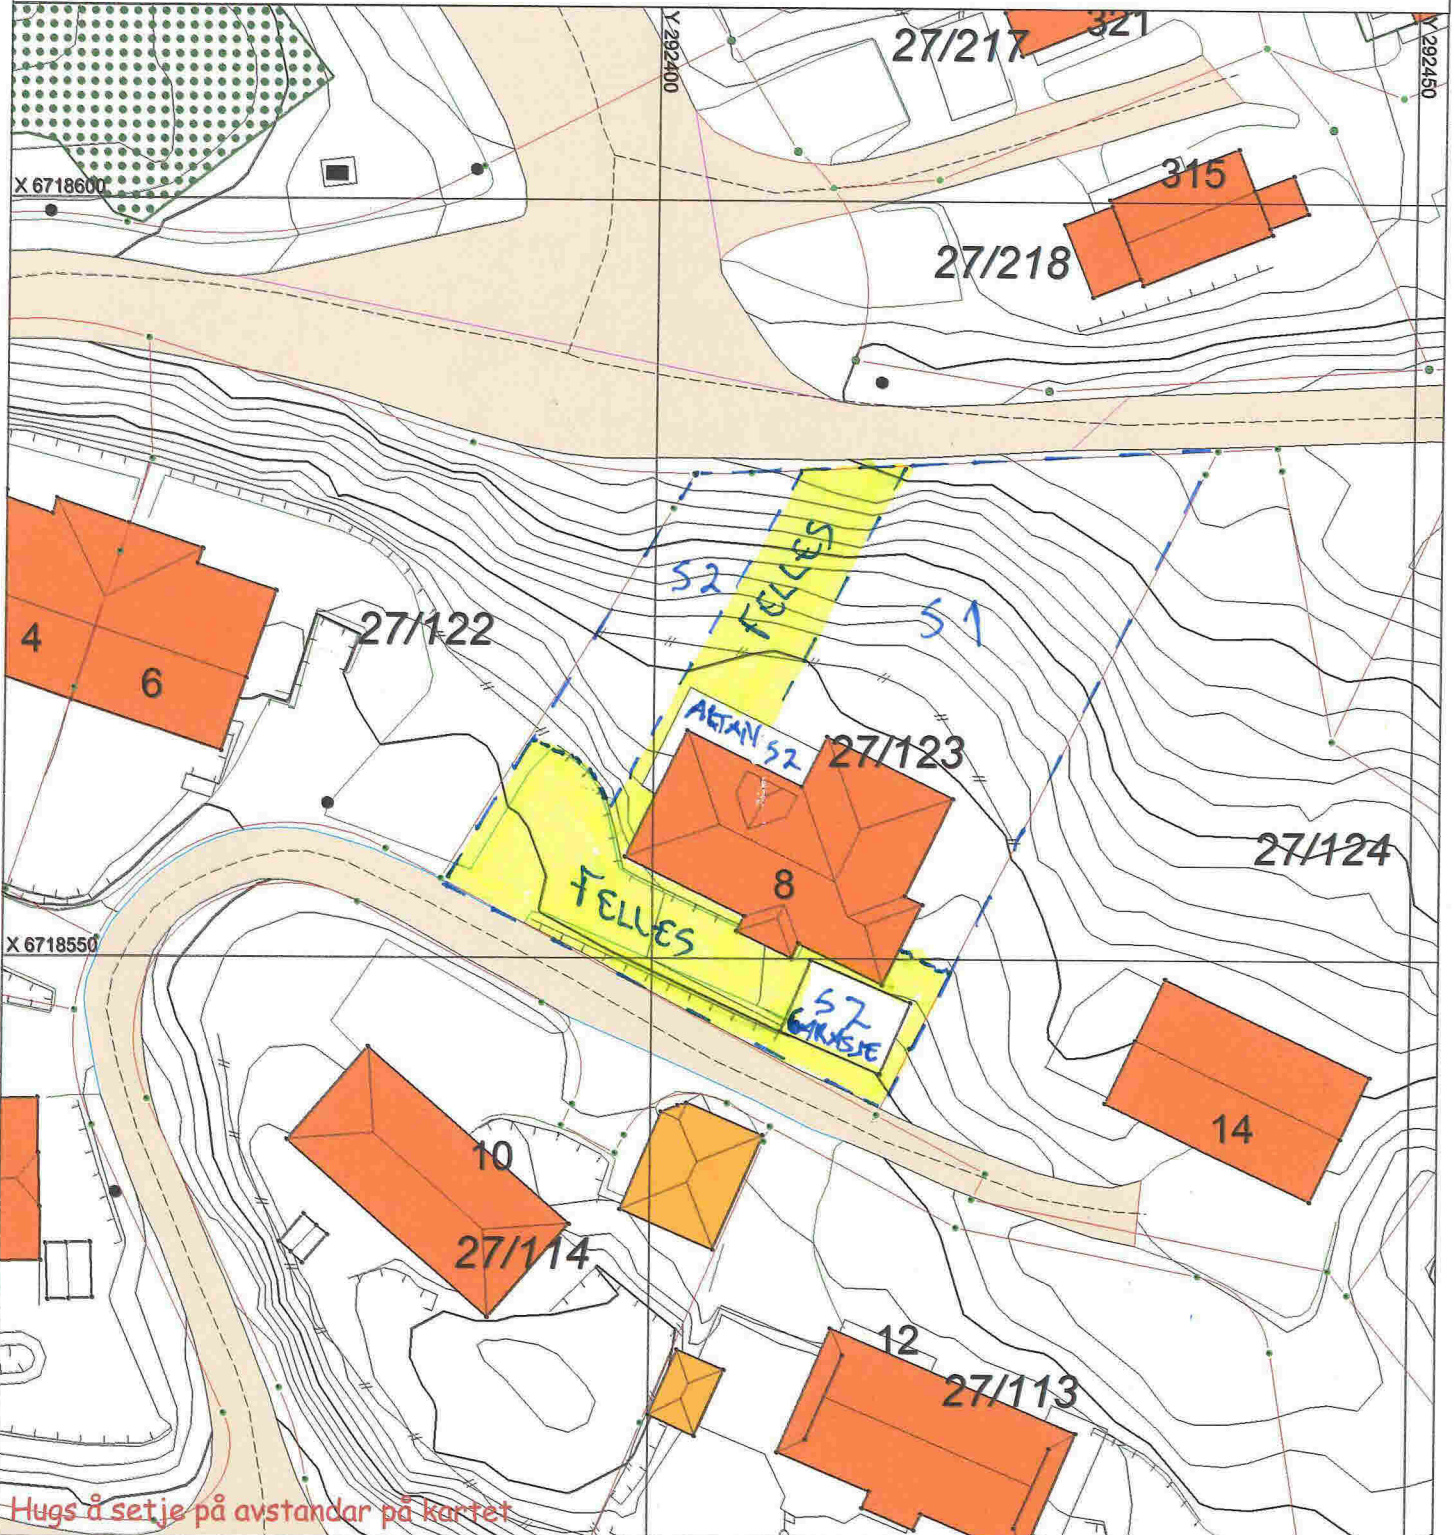 Y 292400
27/217
321
Y 292450
X 6718600
315
27/218
FELLES
S2
S1
27/122
4
6
ALTAN S2
27/123
27/124
8
FELLES
X 6718550
S2
GARASJE
14
10
27/114
12
27/113
Hugs å setje på avstandar på kartet